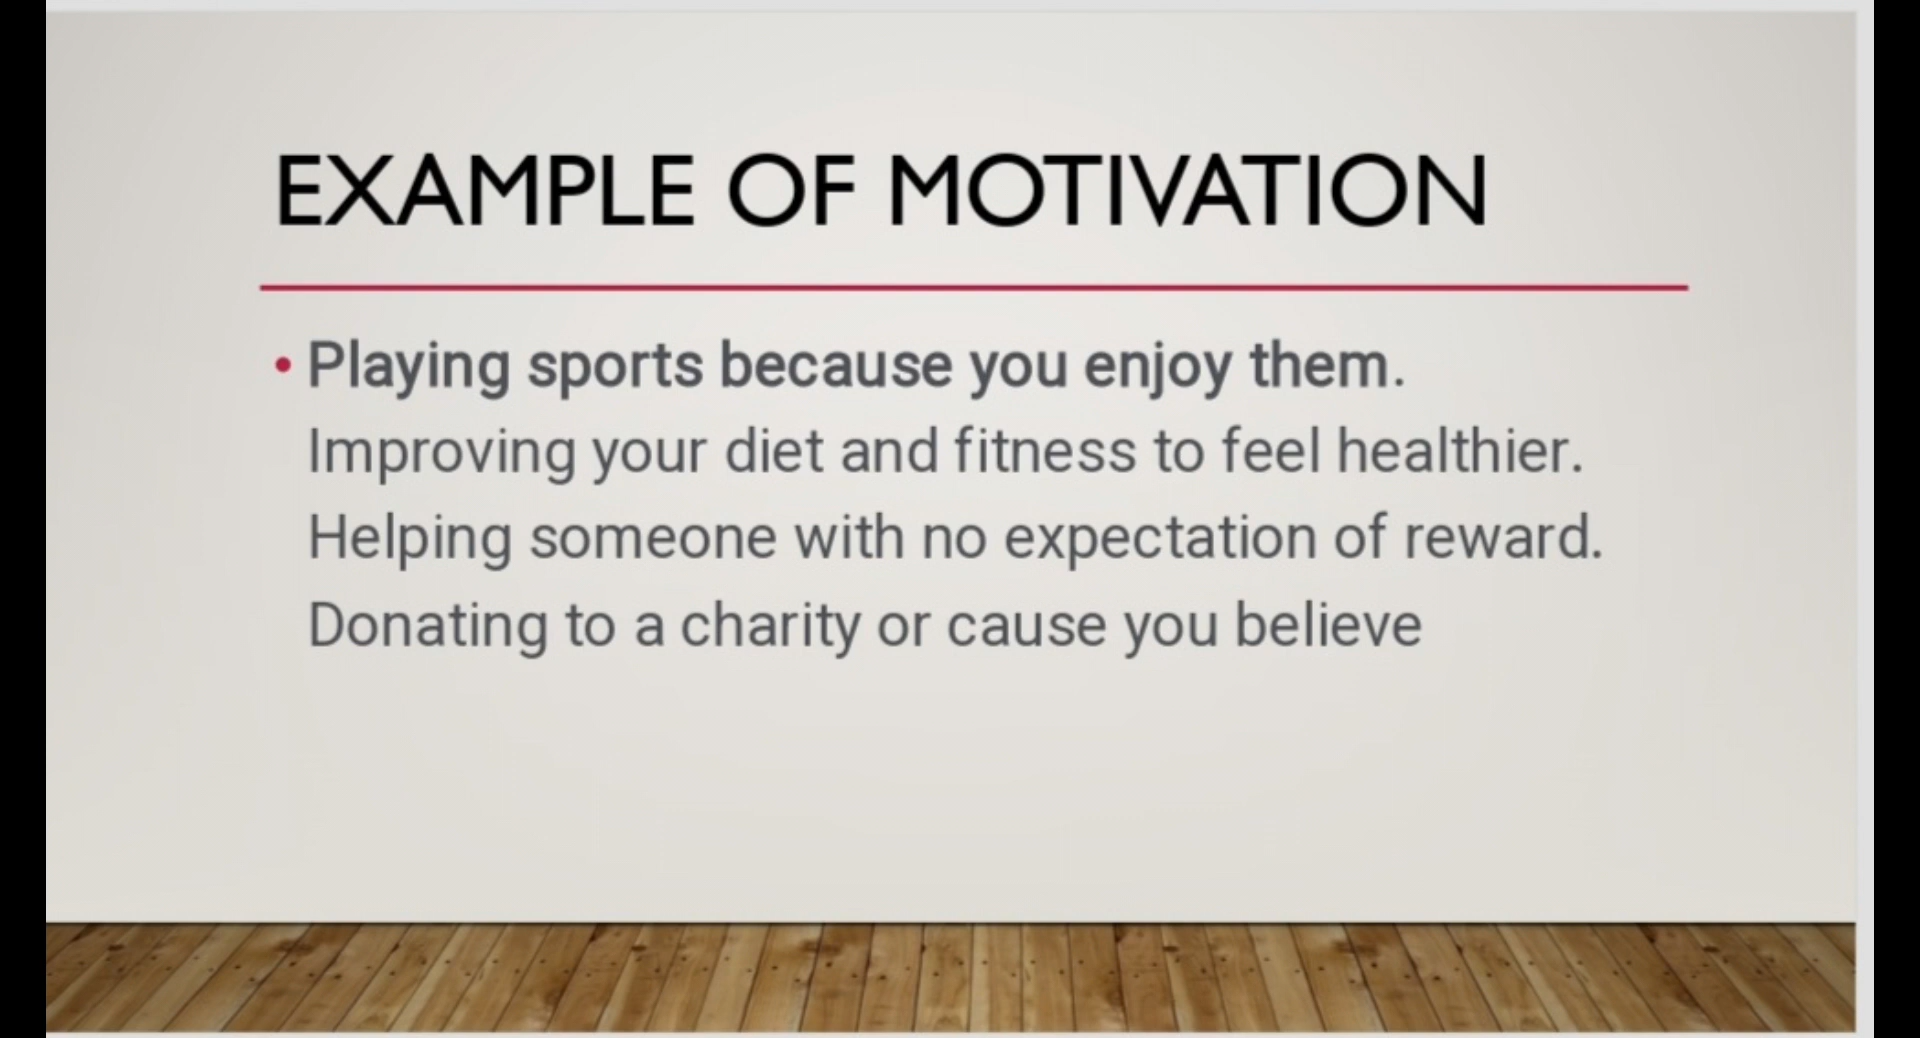 EXAMPLE OF MOTIVATION
• Playing sports because you enjoy them.
Improving your diet and fitness to feel healthier.
Helping someone with no expectation of reward.
Donating to a charity or cause you believe